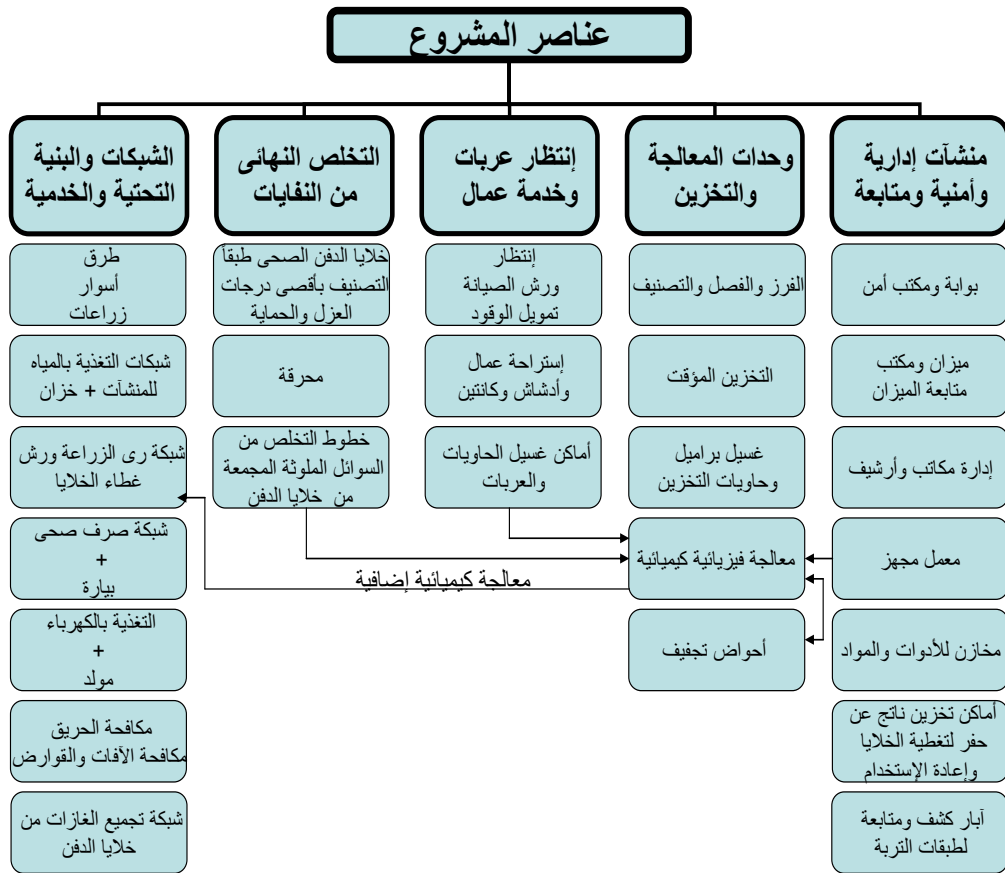 عناصر المشروع
منشآت إدارية
وأمنية ومتابعة
بوابة ومكتب أمن
ميزان ومكتب
متابعة الميزان
إدارة مكاتب وأرشيف
معمل مجهز
مخازن للأدوات والمواد
أماكن تخزين ناتج عن
حفر لتغطية الخلايا
وإعادة الإستخدام
آبار كشف ومتابعة
لطبقات التربة
وحدات المعالجة
والتخزين
الفرز والفصل والتصنيف
التخزين المؤقت
غسيل براميل
وحاويات التخزين
معالجة فيزيائية كيميائية
أحواض تجفيف
إنتظار عربات
وخدمة عمال
إنتظار
ورش الصيانة
تمويل الوقود
إستراحة عمال
وأدشاش وكانتين
أماكن غسيل الحاويات
والعربات
معالجة كيميائية إضافية
التخلص النهائى
من النفايات
خلايا الدفن الصحى طبقاً
التصنيف بأقصى درجات
العزل والحماية
محرقة
خطوط التخلص من
السوائل الملوثة المجمعة
من خلايا الدفن
الشبكات والبنية
التحتية والخدمية
طرق
أسوار
زراعات
شبكات التغذية بالمياه
للمنشآت + خزان
شبكة رى الزراعة ورش
غطاء الخلايا
شبكة صرف صحى
+
بيارة
التغذية بالكهرباء
+
مولد
مكافحة الحريق
مكافحة الآفات والقوارض
شبكة تجميع الغازات من
خلايا الدفن